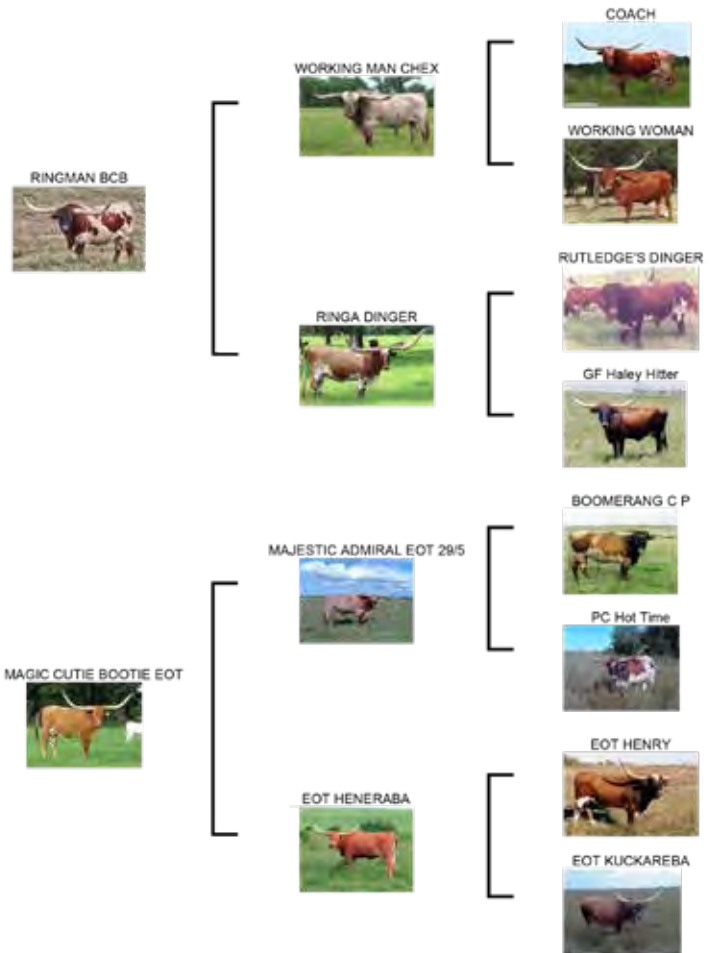 COACH
WORKING MAN CHEX
WORKING WOMAN
RINGMAN BCB
RUTLEDGE'S DINGER
RINGA DINGER
GF Haley Hitter
BOOMERANG C P
MAJESTIC ADMIRAL EOT 29/5
PC Hot Time
MAGIC CUTIE BOOTIE EOT
EOT HENRY
EOT HENERABA
EOT KUCKAREBA